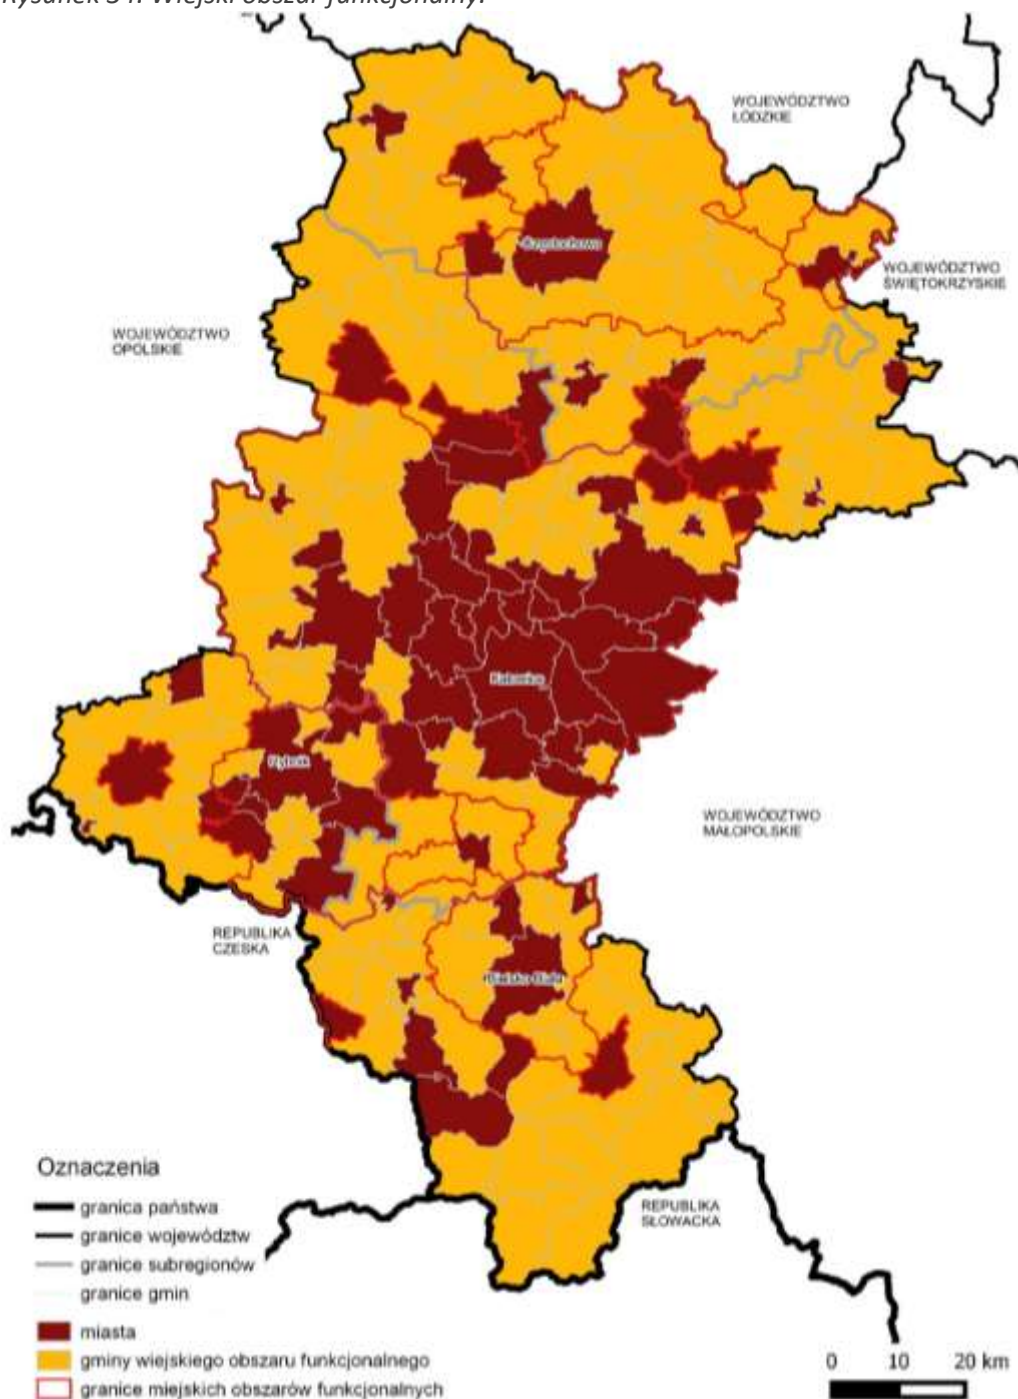 Rysunek 34. Wiejski obszar funkcjonalny.
WOJEWÓDZTWO
ŁÓDZKIE
Częstochowa
WOJEWÓDZTWO
ŚWIĘTOKRZYSKIE
WOJEWÓDZTWO
OPOLSKIE
Katowice
Rybnik
WOJEWÓDZTWO
MAŁOPOLSKIE
REPUBLIKA
CZESKA
Bielsko-Biała
REPUBLIKA
SŁOWACKA
Oznaczenia
granica państwa
granice województw
granice subregionów
granice gmin
miasta
gminy wiejskiego obszaru funkcjonalnego
granice miejskich obszarów funkcjonalnych
0 10 20 km